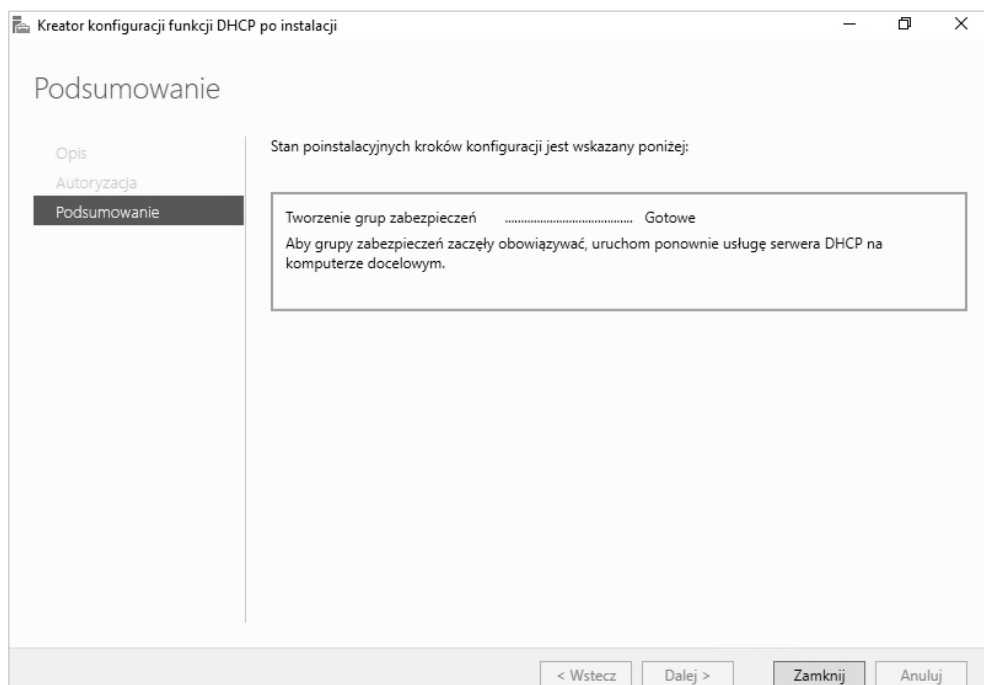 Kreator konfiguracji funkcji DHCP po instalacji
Podsumowanie
Opis
Autoryzacja
Podsumowanie
Stan poinstalacyjnych kroków konfiguracji jest wskazany poniżej:
Tworzenie grup zabezpieczeń ........................................ Gotowe
Aby grupy zabezpieczeń zaczęły obowiązywać, uruchom ponownie usługę serwera DHCP na
komputerze docelowym.
< Wstecz
Dalej >
Zamknij
Anuluj